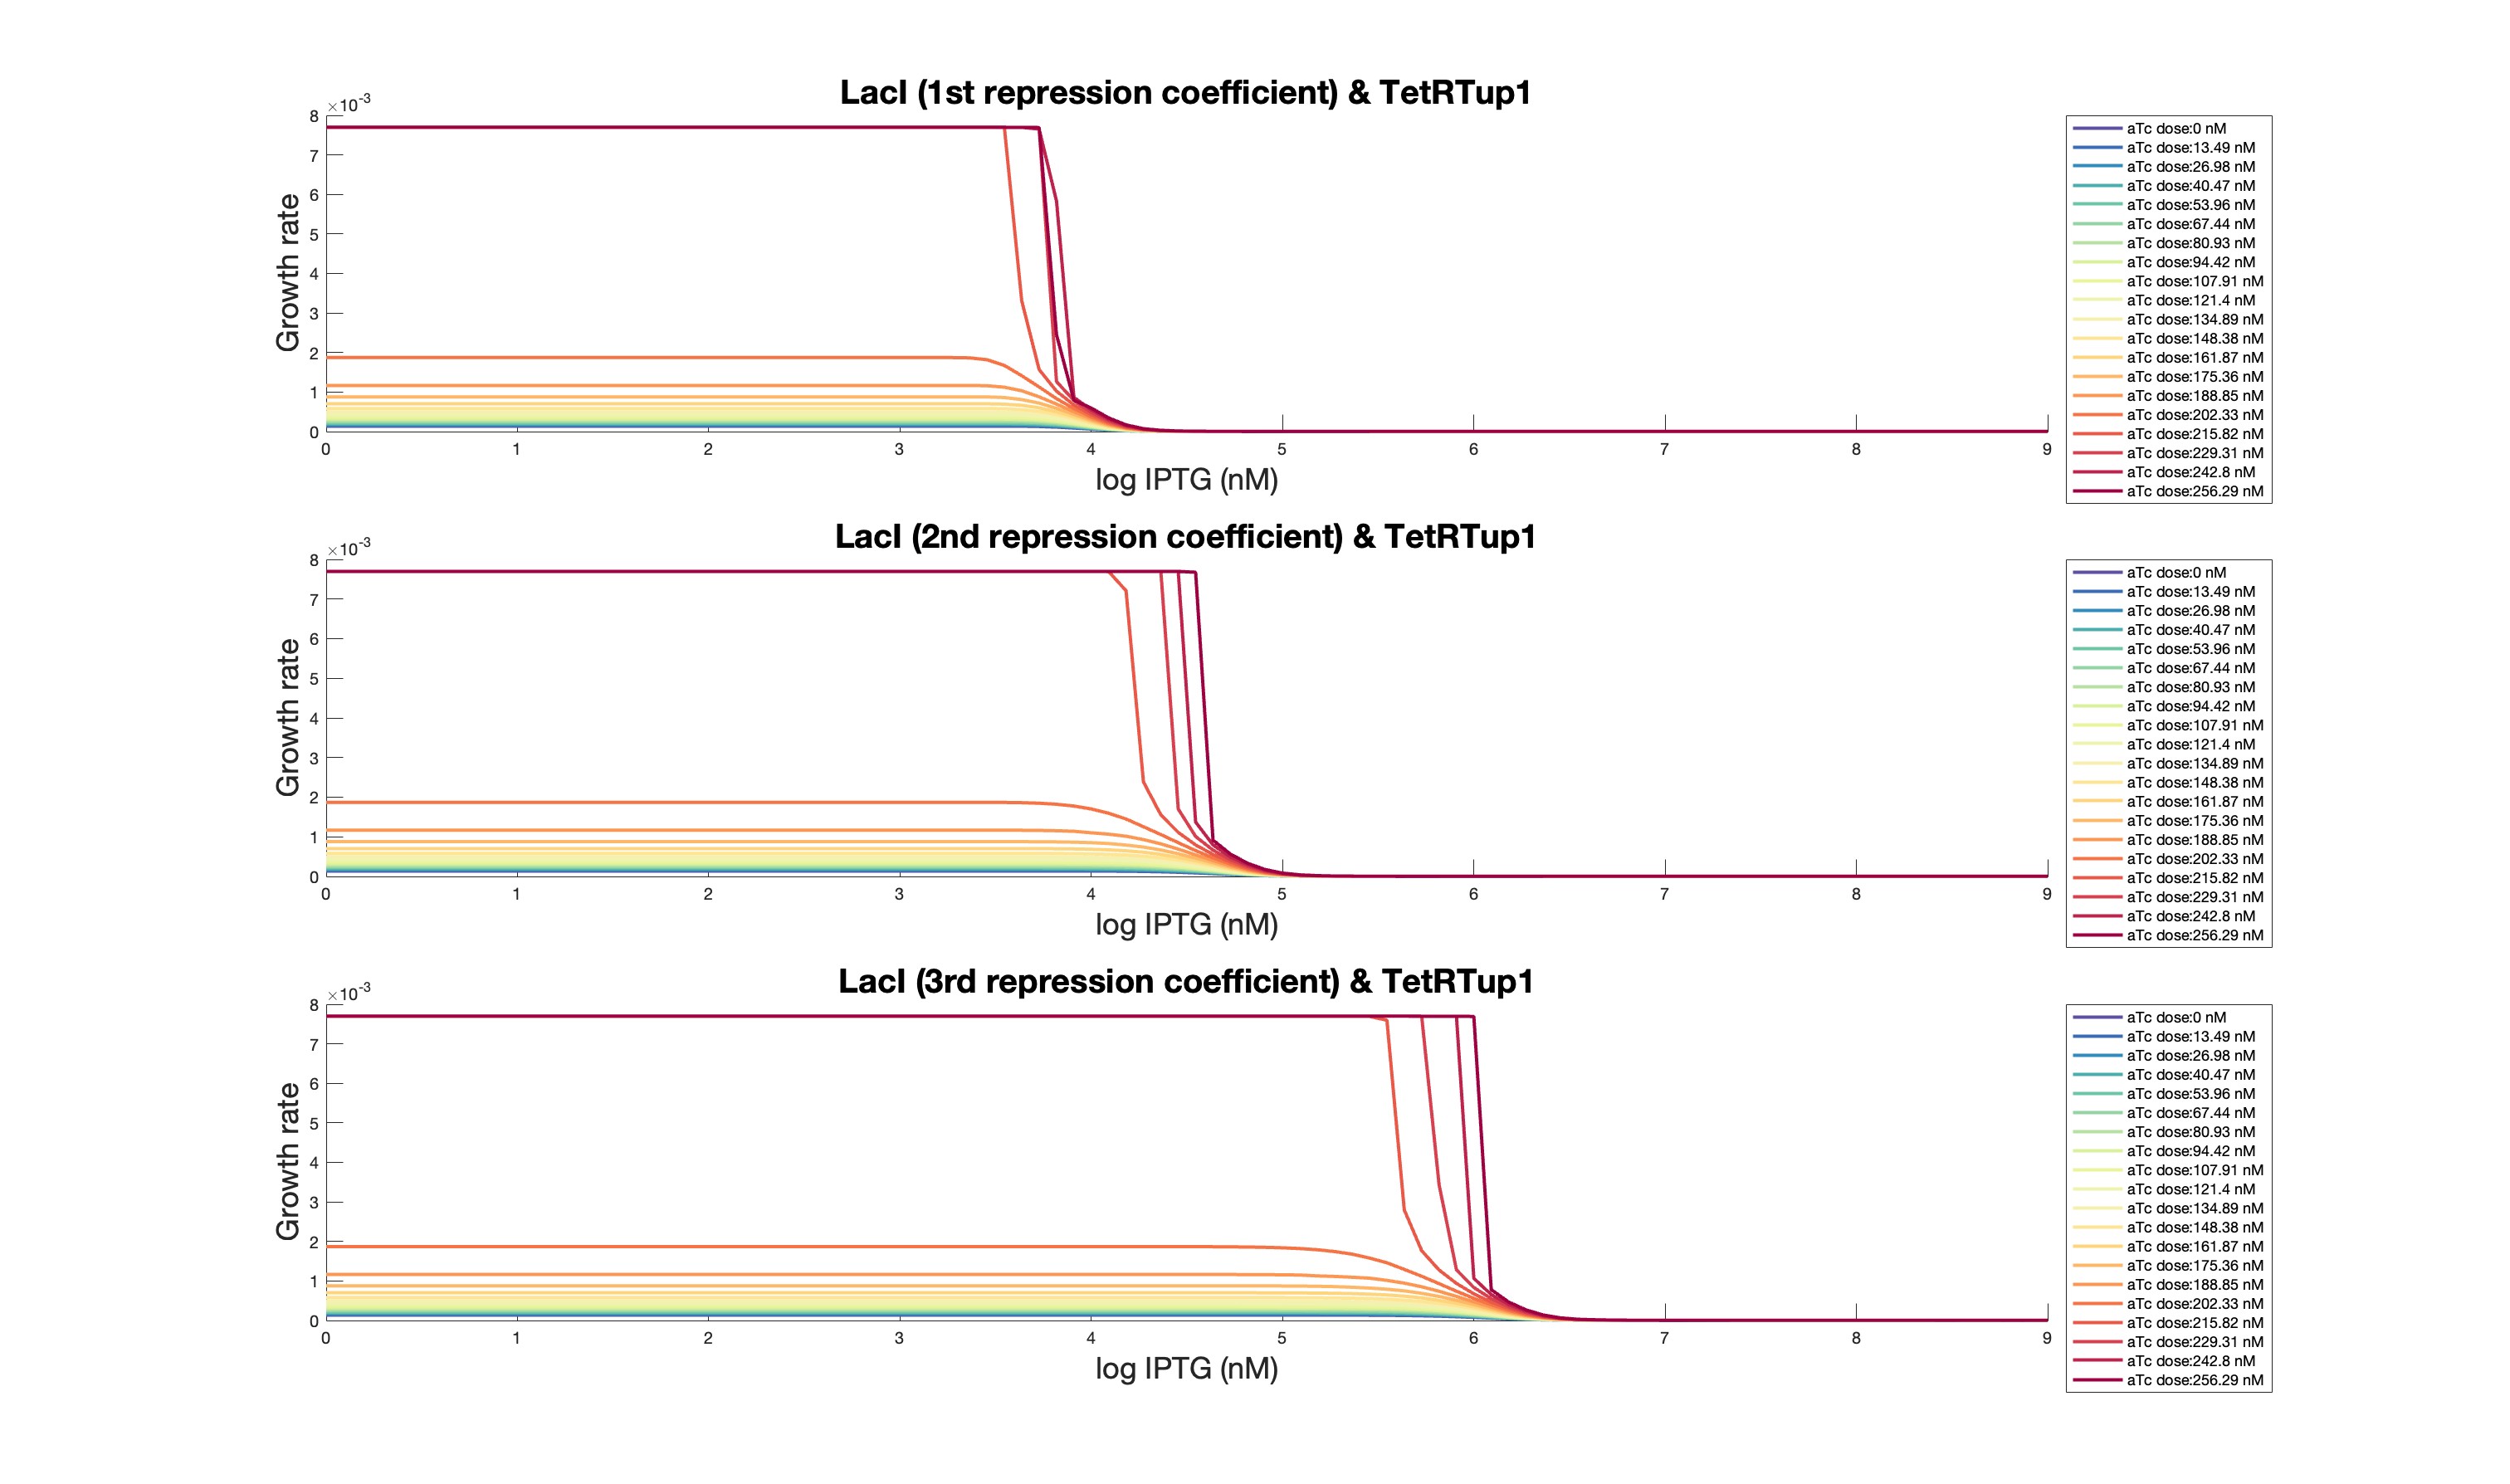 LacI (1st repression coefficient) & TetRTup1
×10-3
8
7
6
5
4
3
2
1
0
Growth rate
0 1 2 3 4 5 6 7 8 9
log IPTG (nM)
aTc dose:0 nM
aTc dose:13.49 nM
aTc dose:26.98 nM
aTc dose:40.47 nM
aTc dose:53.96 nM
aTc dose:67.44 nM
aTc dose:80.93 nM
aTc dose:94.42 nM
aTc dose:107.91 nM
aTc dose:121.4 nM
aTc dose:134.89 nM
aTc dose:148.38 nM
aTc dose:161.87 nM
aTc dose:175.36 nM
aTc dose:188.85 nM
aTc dose:202.33 nM
aTc dose:215.82 nM
aTc dose:229.31 nM
aTc dose:242.8 nM
aTc dose:256.29 nM
LacI (2nd repression coefficient) & TetRTup1
×10-3
8
7
6
5
4
3
2
1
0
Growth rate
0 1 2 3 4 5 6 7 8 9
log IPTG (nM)
aTc dose:0 nM
aTc dose:13.49 nM
aTc dose:26.98 nM
aTc dose:40.47 nM
aTc dose:53.96 nM
aTc dose:67.44 nM
aTc dose:80.93 nM
aTc dose:94.42 nM
aTc dose:107.91 nM
aTc dose:121.4 nM
aTc dose:134.89 nM
aTc dose:148.38 nM
aTc dose:161.87 nM
aTc dose:175.36 nM
aTc dose:188.85 nM
aTc dose:202.33 nM
aTc dose:215.82 nM
aTc dose:229.31 nM
aTc dose:242.8 nM
aTc dose:256.29 nM
LacI (3rd repression coefficient) & TetRTup1
×10-3
8
7
6
5
4
3
2
1
0
Growth rate
0 1 2 3 4 5 6 7 8 9
log IPTG (nM)
aTc dose:0 nM
aTc dose:13.49 nM
aTc dose:26.98 nM
aTc dose:40.47 nM
aTc dose:53.96 nM
aTc dose:67.44 nM
aTc dose:80.93 nM
aTc dose:94.42 nM
aTc dose:107.91 nM
aTc dose:121.4 nM
aTc dose:134.89 nM
aTc dose:148.38 nM
aTc dose:161.87 nM
aTc dose:175.36 nM
aTc dose:188.85 nM
aTc dose:202.33 nM
aTc dose:215.82 nM
aTc dose:229.31 nM
aTc dose:242.8 nM
aTc dose:256.29 nM